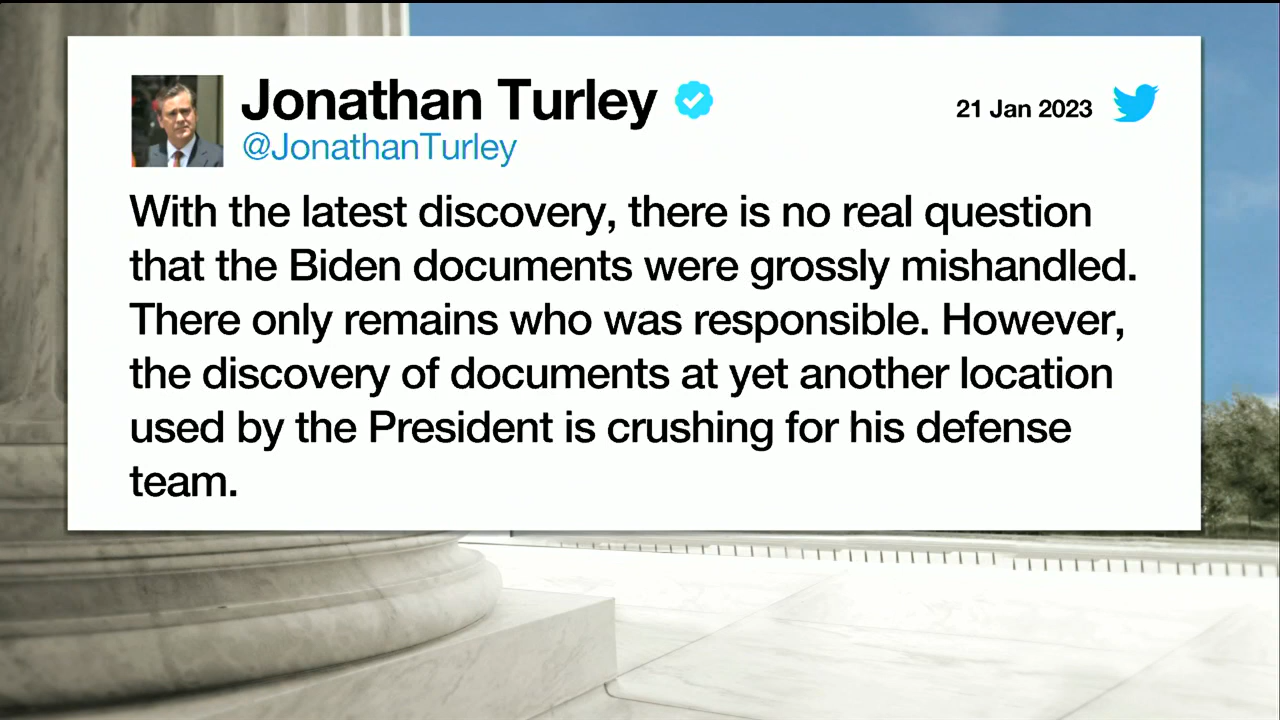 Jonathan Turley
@JonathanTurley
21 Jan 2023
With the latest discovery, there is no real question
that the Biden documents were grossly mishandled.
There only remains who was responsible. However,
the discovery of documents at yet another location
used by the President is crushing for his defense
team.